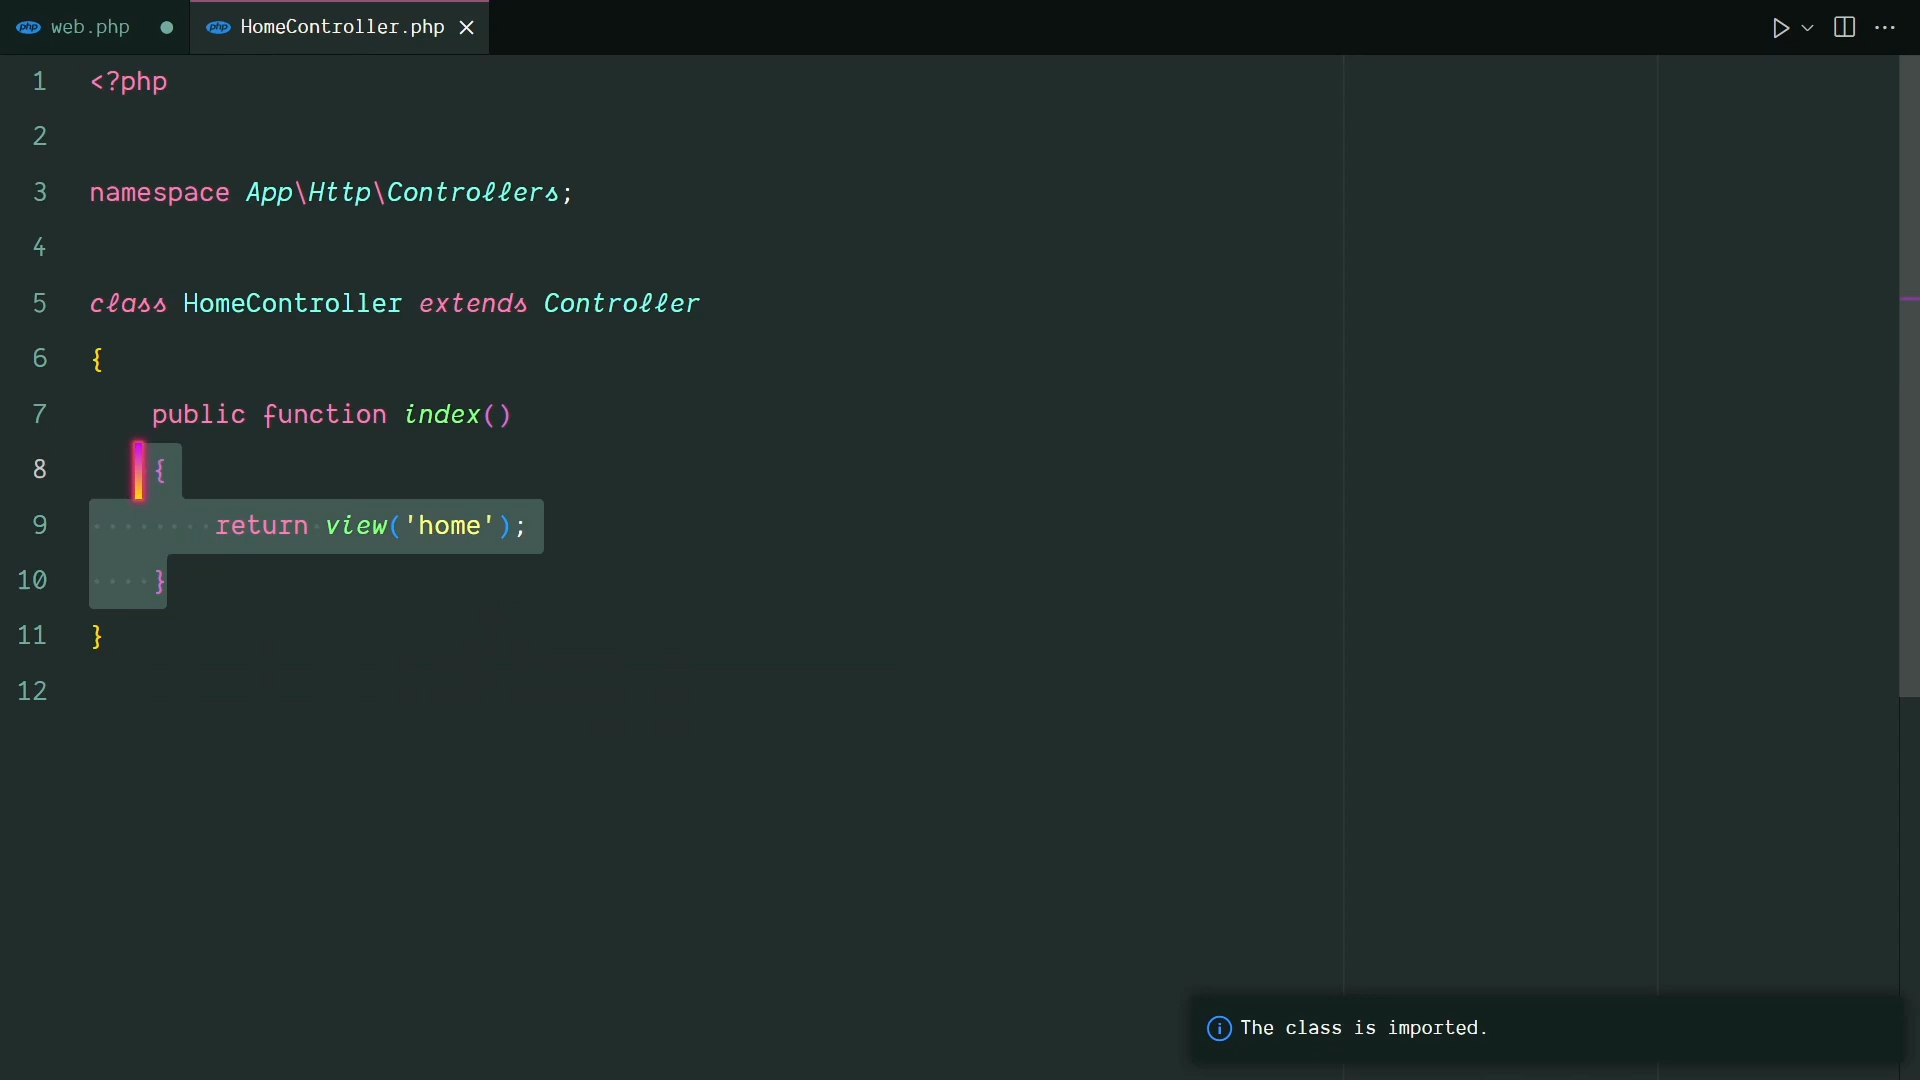 web.php
HomeController.php
1 <?php
2
3 namespace App\Http\Controllers;
4
5 class HomeController extends Controller
6 {
7     public function index()
8     {
9         return view('home');
10     }
11 }
12
The class is imported.